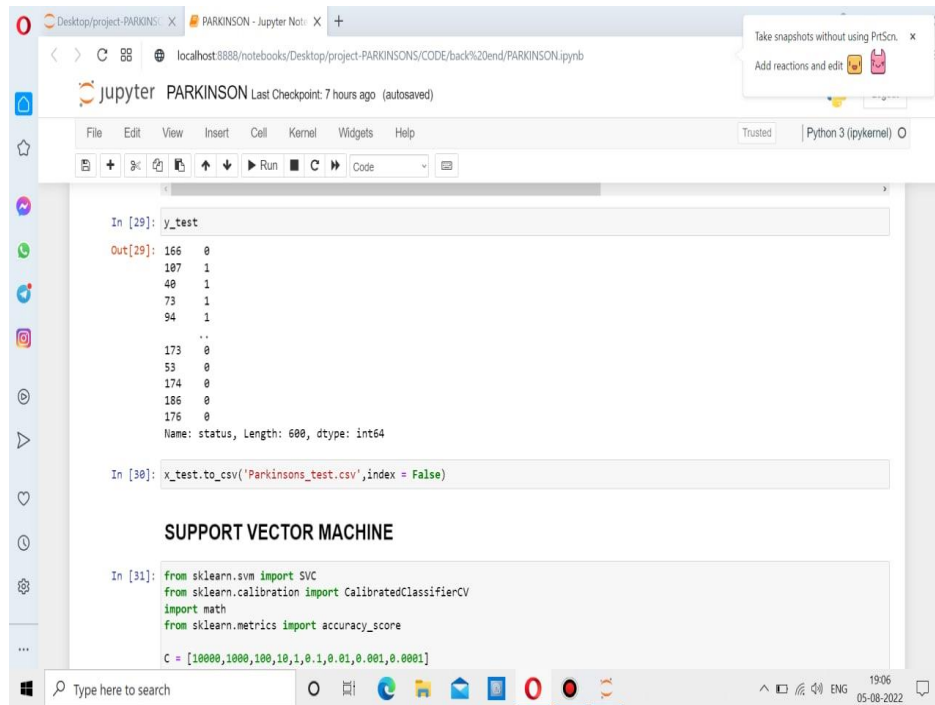 Desktop/project-PARKINSO X PARKINSON - Jupyter Note X +
Take snapshots without using PrtScn. x
Add reactions and edit
localhost:8888/notebooks/Desktop/project-PARKINSONS/CODE/back%20end/PARKINSON.ipynb
jupyter PARKINSON Last Checkpoint: 7 hours ago (autosaved)
File Edit View Insert Cell Kernel Widgets Help
Trusted Python 3 (ipykernel) O
Run Code
In [29]: y_test
Out[29]: 166 0
107 1
40 1
73 1
94 1
..
173 0
53 0
174 0
186 0
176 0
Name: status, Length: 600, dtype: int64
In [30]: x_test.to_csv('Parkinsons_test.csv',index = False)
SUPPORT VECTOR MACHINE
In [31]: from sklearn.svm import SVC
from sklearn.calibration import CalibratedClassifierCV
import math
from sklearn.metrics import accuracy_score
C = [10000,1000,100,10,1,0.1,0.01,0.001,0.0001]
Type here to search
ENG
19:06
05-08-2022